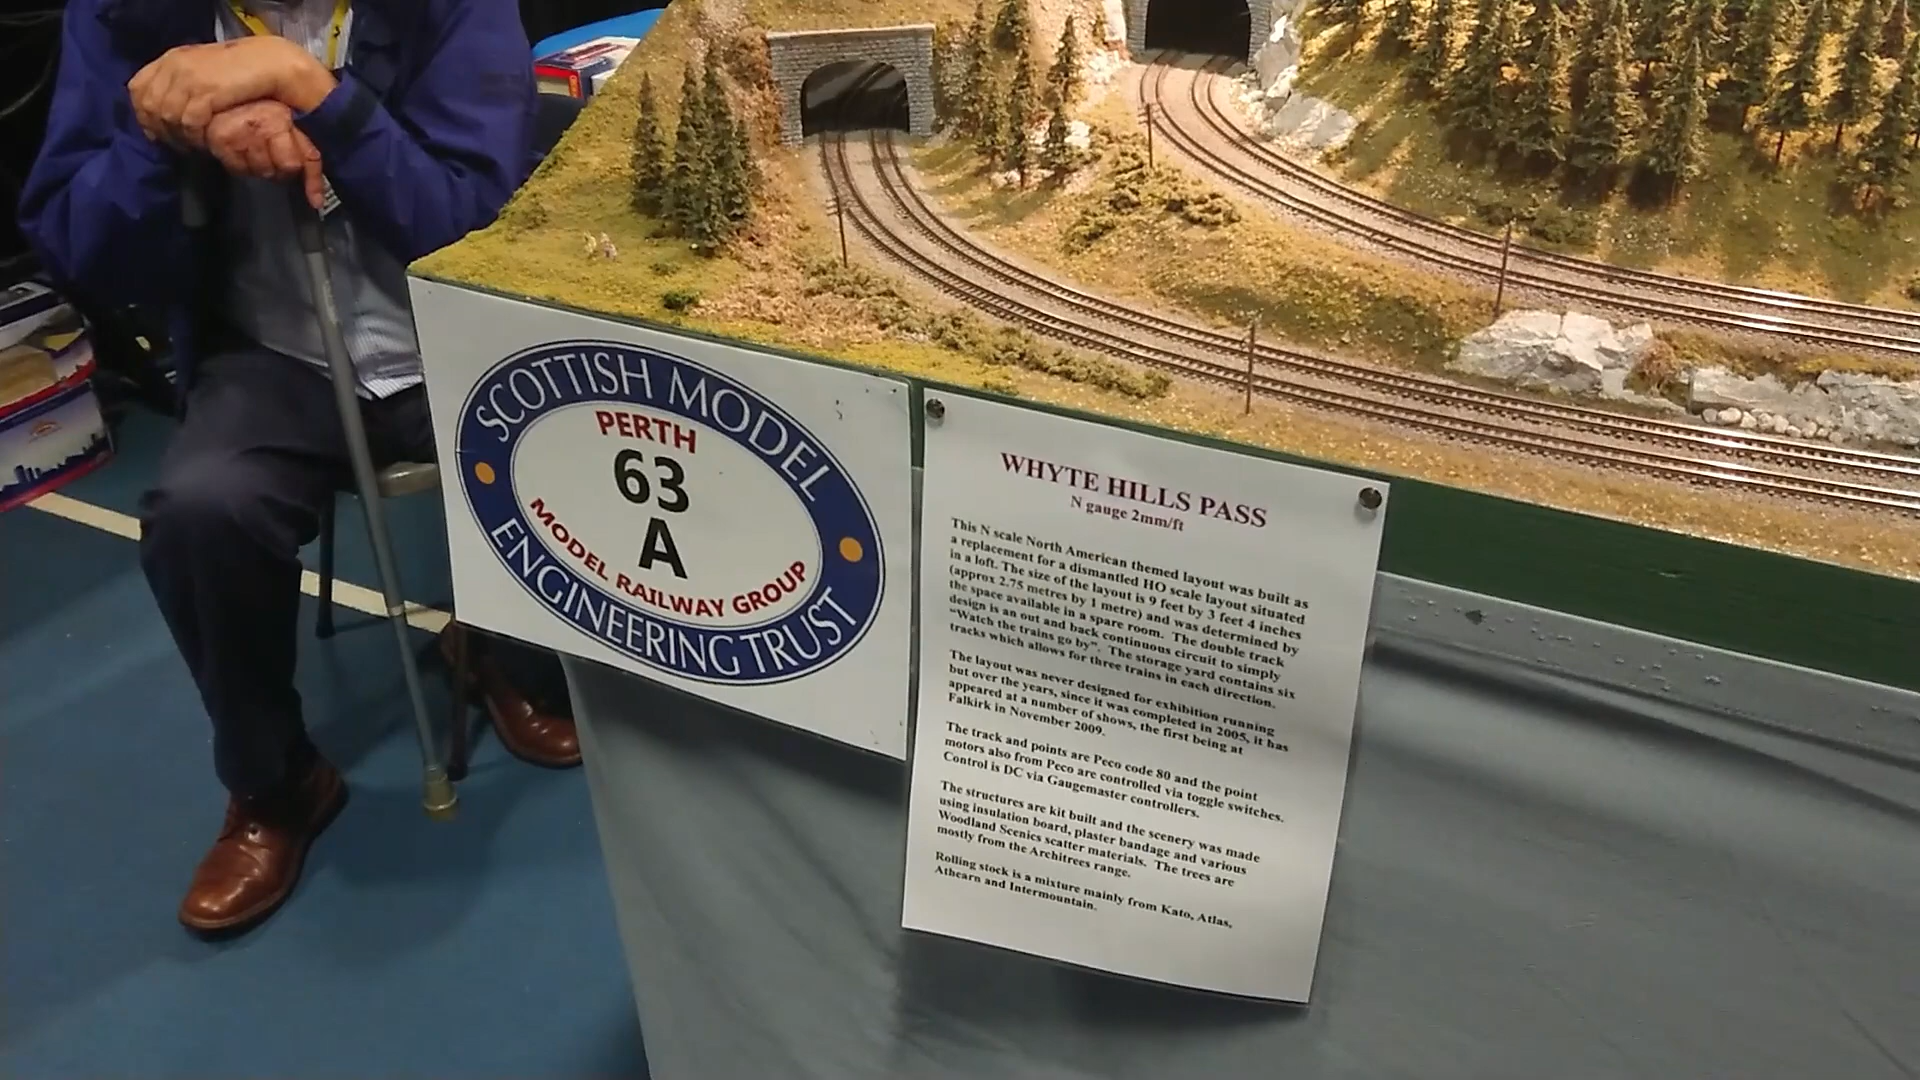 SCOTTISH MODEL
PERTH
63
A
MODEL RAILWAY GROUP
ENGINEERING TRUST
WHYTE HILLS PASS
N gauge 2mm/ft
This N scale North American themed layout was built as
a replacement for a dismantled HO scale layout situated
in a loft. The size of the layout is 9 feet by 3 feet 4 inches
(approx 2.75 metres by 1 metre) and was determined by
the space available in a spare room. The double track
design is an out and back continuous circuit to simply
“Watch the trains go by”. The storage yard contains six
tracks which allows for three trains in each direction.
The layout was never designed for exhibition running
but over the years, since it was completed in 2005, it has
appeared at a number of shows, the first being at
Falkirk in November 2009.
The track and points are Peco code 80 and the point
motors also from Peco are controlled via toggle switches.
Control is DC via Gaugemaster controllers.
The structures are kit built and the scenery was made
using insulation board, plaster bandage and various
Woodland Scenics scatter materials. The trees are
mostly from the Architrees range.
Rolling stock is a mixture mainly from Kato, Atlas,
Athearn and Intermountain.